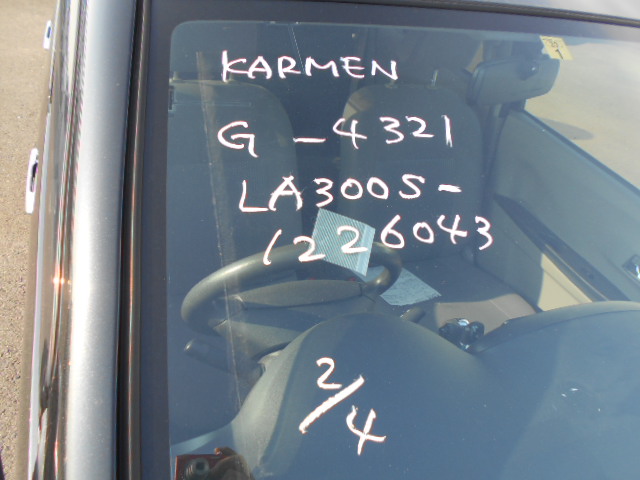 KARMEN
G-4321
LA300S-
1226043
2/4